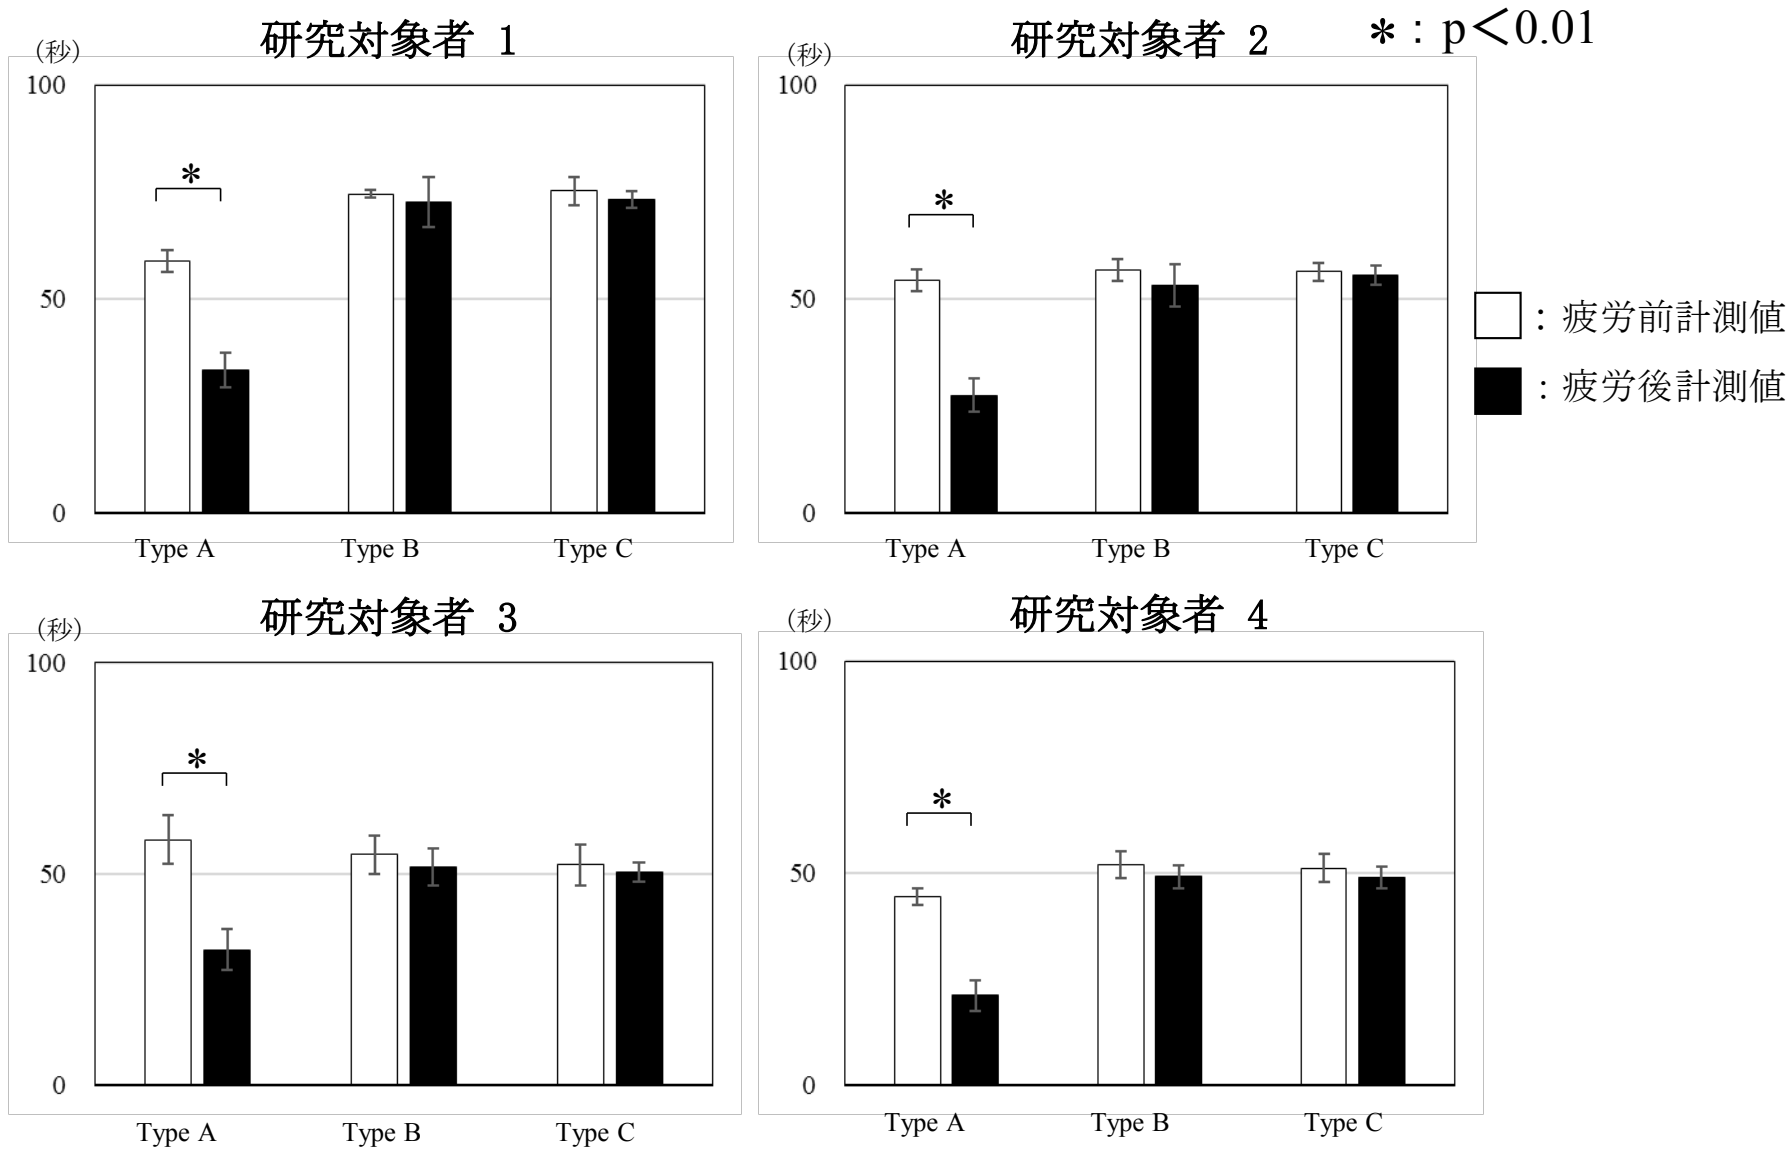 研究対象者 1
(秒)
100
50
0
*
Type A
Type B
Type C
研究対象者 2
*：p＜0.01
(秒)
100
50
0
*
Type A
Type B
Type C
：疲労前計測値
：疲労後計測値
研究対象者 3
(秒)
100
50
0
*
Type A
Type B
Type C
研究対象者 4
(秒)
100
50
0
*
Type A
Type B
Type C